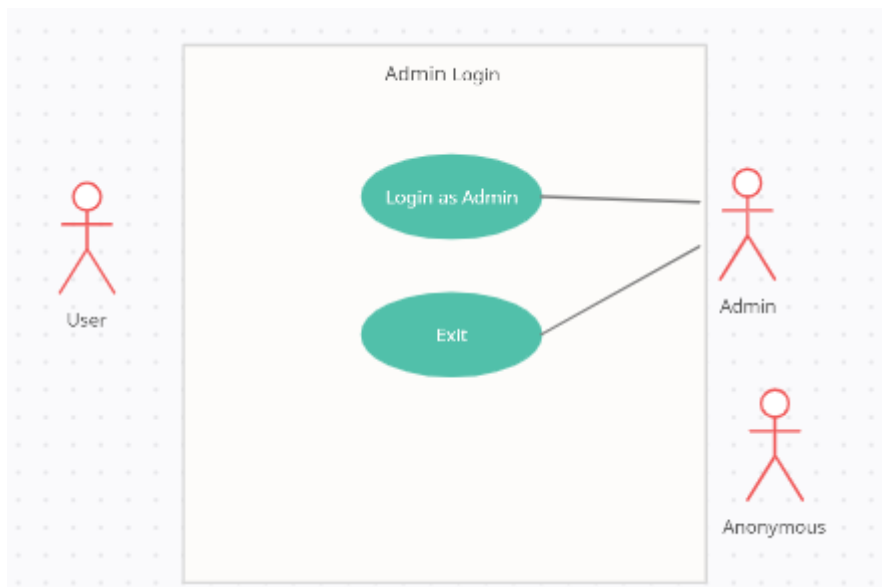 Admin Login
Login as Admin
User
Exit
Admin
Anonymous